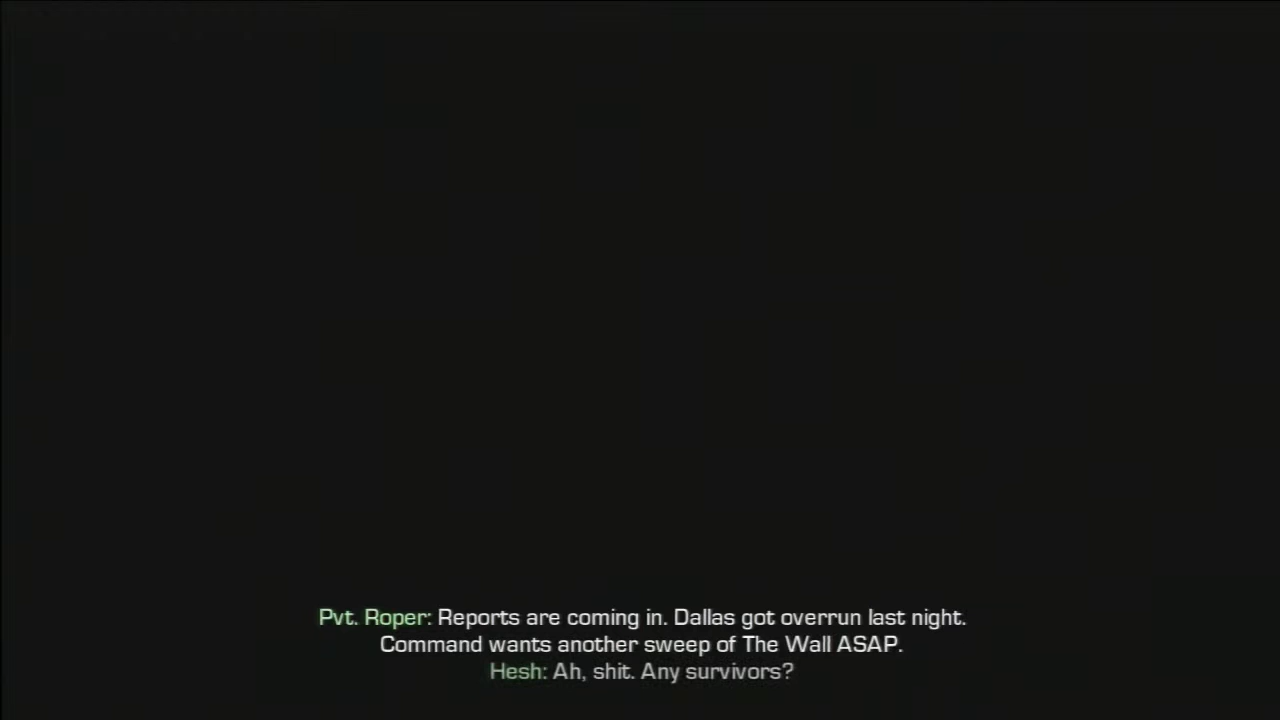 Pvt. Roper: Reports are coming in. Dallas got overrun last night.
Command wants another sweep of The Wall ASAP.
Hesh: Ah, shit. Any survivors?